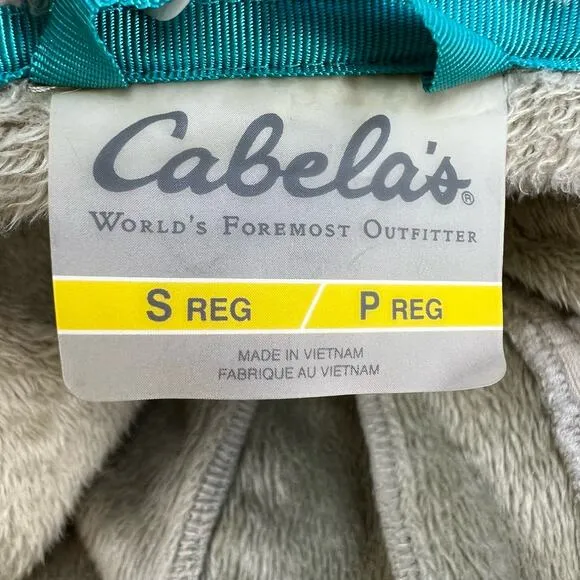 Cabela's®
WORLD'S FOREMOST OUTFITTER
S REG / P REG
MADE IN VIETNAM
FABRIQUE AU VIETNAM